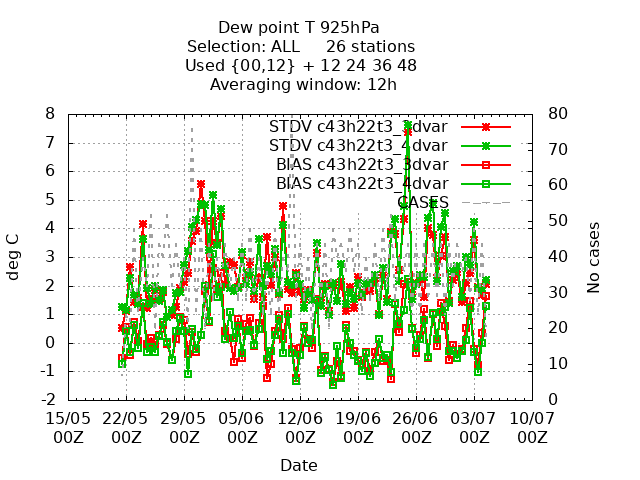 Dew point T 925hPa
Selection: ALL     26 stations
Used {00,12} + 12 24 36 48
Averaging window: 12h
STDV c43h22t3_3dvar
STDV c43h22t3_4dvar
BIAS c43h22t3_3dvar
BIAS c43h22t3_4dvar
CASES
8
7
6
5
4
3
2
1
0
-1
-2
deg C
80
70
60
50
40
30
20
10
0
No cases
15/05 22/05 29/05 05/06 12/06 19/06 26/06 03/07 10/07
00Z 00Z 00Z 00Z 00Z 00Z 00Z 00Z 00Z
Date